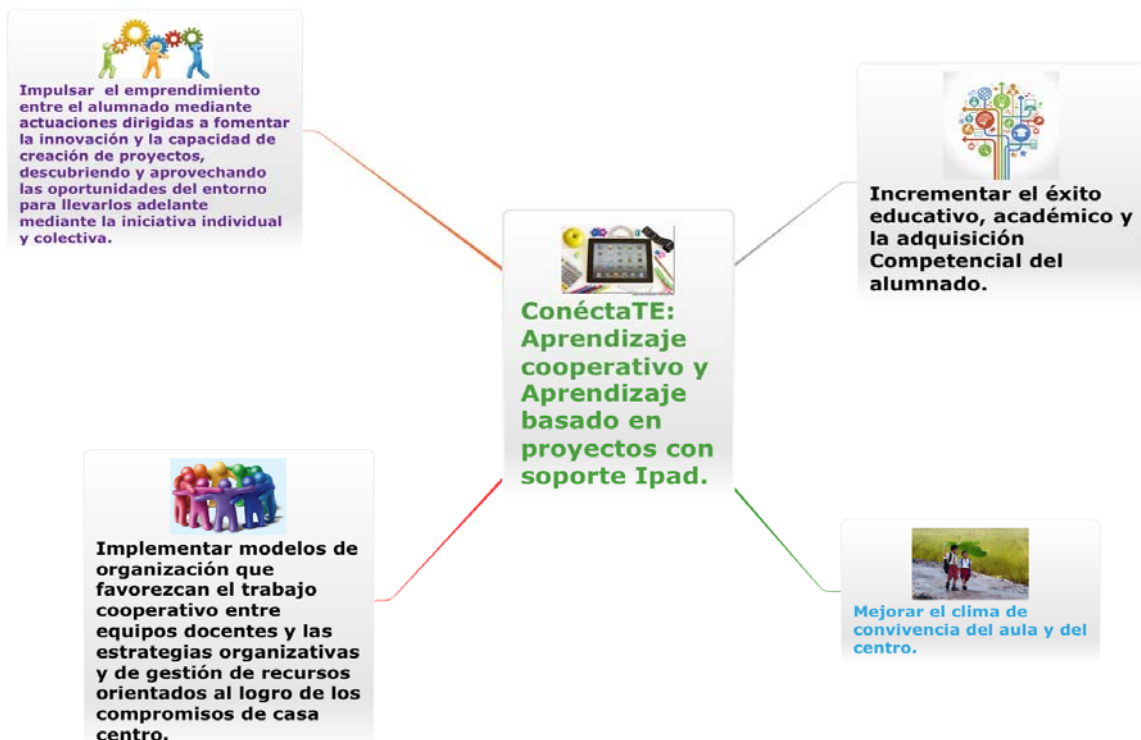 Impulsar  el emprendimiento
entre el alumnado mediante
actuaciones dirigidas a fomentar
la innovación y la capacidad de
creación de proyectos,
descubriendo y aprovechando
las oportunidades del entorno
para llevarlos adelante
mediante la iniciativa individual
y colectiva.
Incrementar el éxito
educativo, académico y
la adquisición
Competencial del
alumnado.
ConéctaTE:
Aprendizaje
cooperativo y
Aprendizaje
basado en
proyectos con
soporte Ipad.
Implementar modelos de
organización que
favorezcan el trabajo
cooperativo entre
equipos docentes y las
estrategias organizativas
y de gestión de recursos
orientados al logro de los
compromisos de casa
centro.
Mejorar el clima de
convivencia del aula y del
centro.